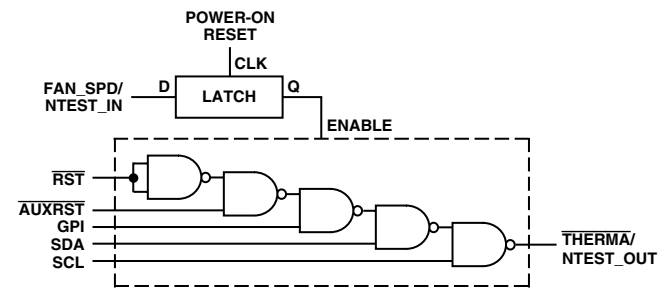 POWER-ON
RESET
CLK
FAN_SPD/
NTEST_IN
D
LATCH
Q
ENABLE
RST
AUXRST
GPI
SDA
SCL
THERMA/
NTEST_OUT